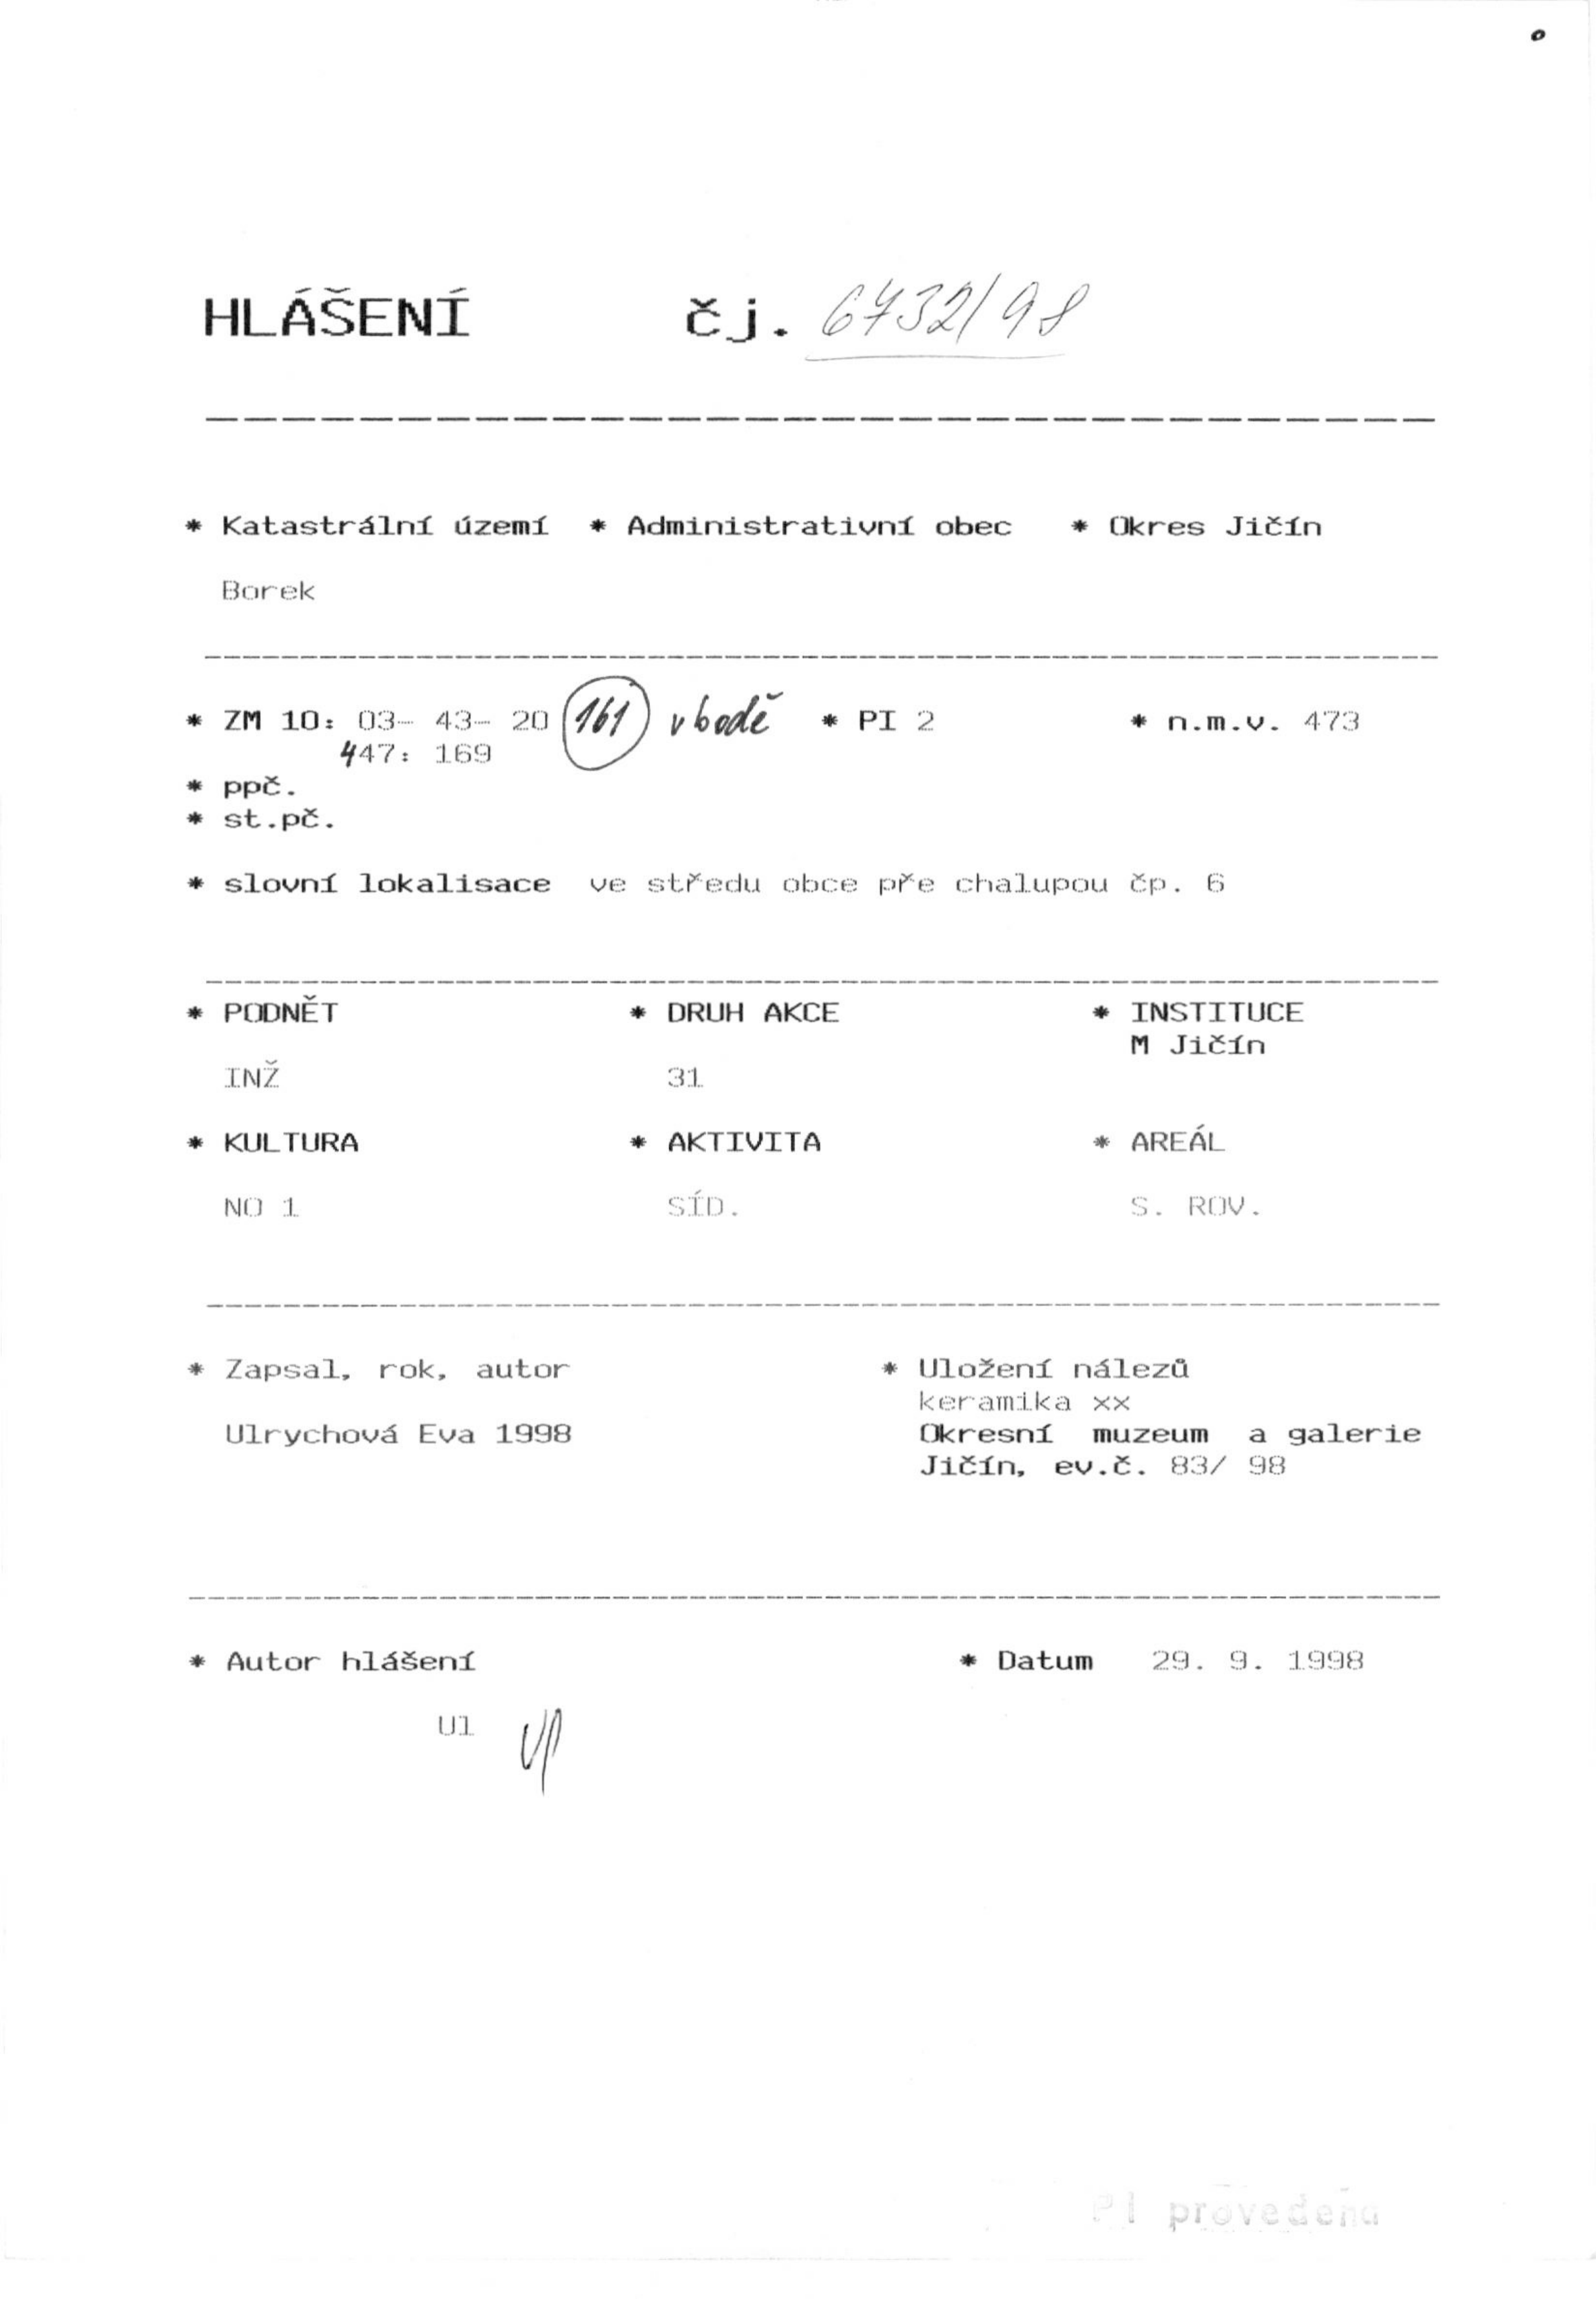 HLÁŠENÍ čj. 6732/98
* Katastrální území * Administrativní obec * Okres Jičín
Borek
* ZM 10: 03- 43- 20 161 v bodě * PI 2 * n.m.v. 473
447: 169
* ppč.
* st.pč.
* slovní lokalisace ve středu obce pře chalupou čp. 6
* PODNĚT * DRUH AKCE * INSTITUCE
M Jičín
INŽ 31
* KULTURA * AKTIVITA * AREÁL
NO 1 SÍD. S. ROV.
* Zapsal, rok, autor * Uložení nálezů
keramika xx
Ulrychová Eva 1998 Okresní muzeum a galerie
Jičín, ev.č. 83/ 98
* Autor hlášení * Datum 29. 9. 1998
Ul
PI provedena